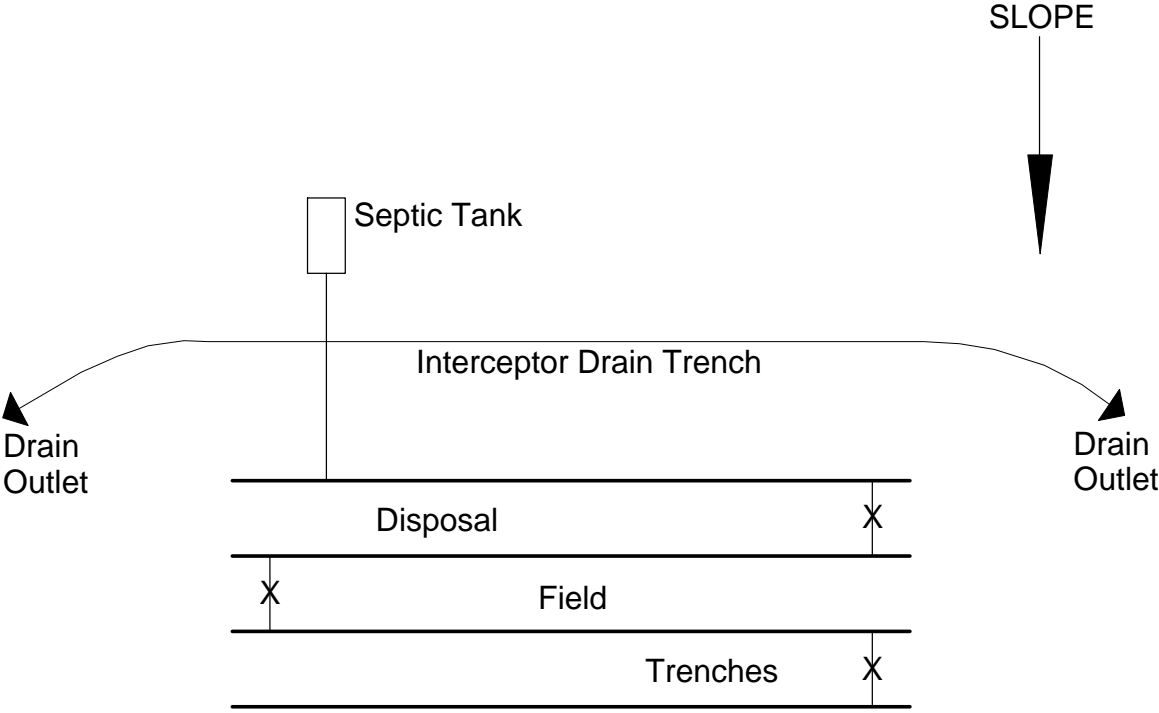 SLOPE
Septic Tank
Interceptor Drain Trench
Drain
Outlet
Drain
Outlet
Disposal
X
X
Field
Trenches
X